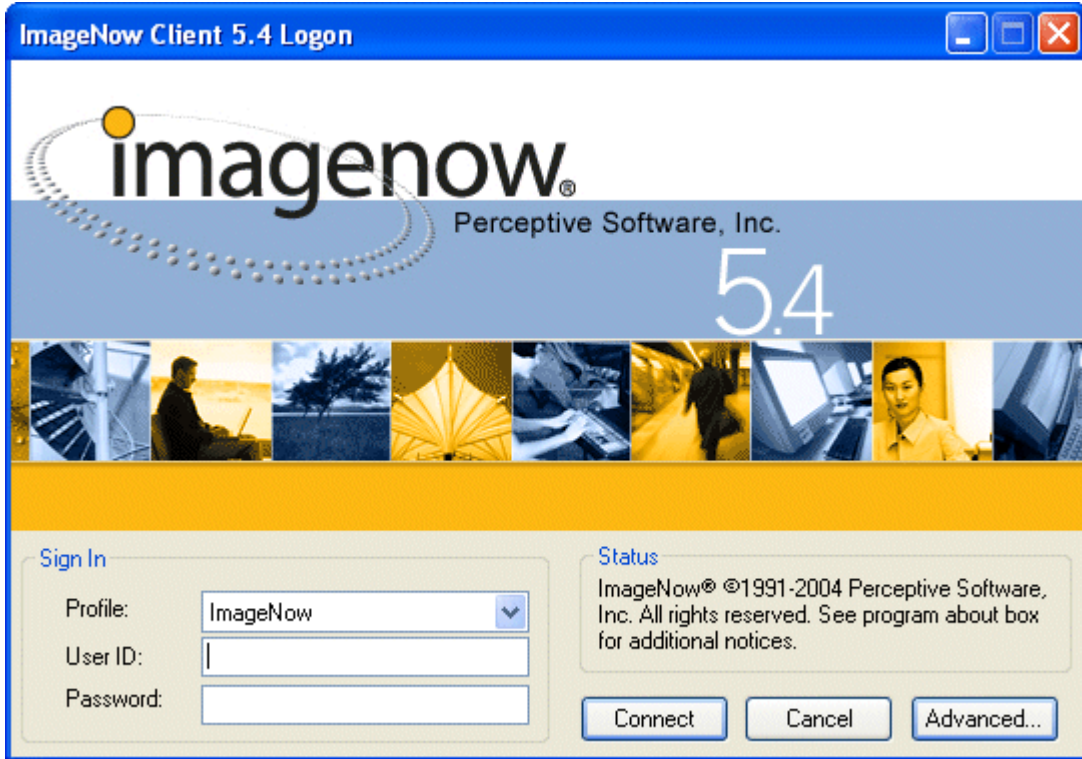 ImageNow Client 5.4 Logon
imagenow®
Perceptive Software, Inc.
5.4
Sign In
Profile: ImageNow
User ID:
Password:
Status
ImageNow® ©1991-2004 Perceptive Software,
Inc. All rights reserved. See program about box
for additional notices.
Connect Cancel Advanced...